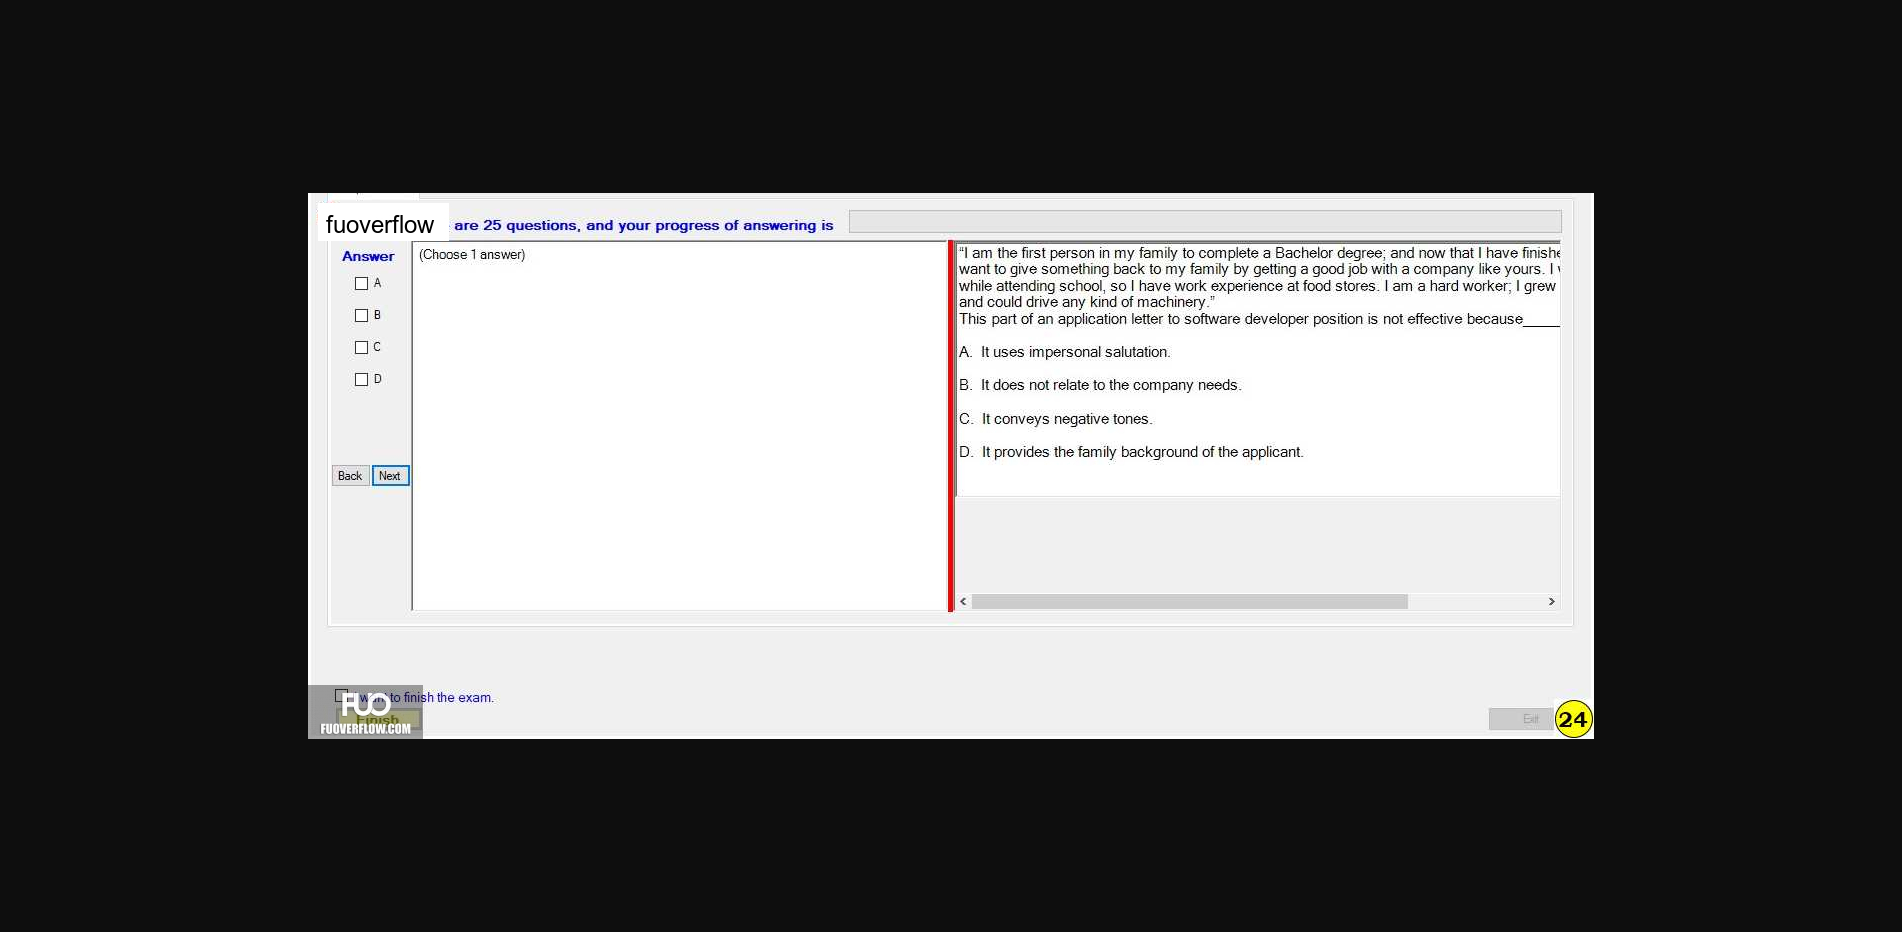 fuoverflow are 25 questions, and your progress of answering is
Answer
A
B
C
D
Back Next
(Choose 1 answer)
“I am the first person in my family to complete a Bachelor degree; and now that I have finishe
want to give something back to my family by getting a good job with a company like yours. I
while attending school, so I have work experience at food stores. I am a hard worker; I grew
and could drive any kind of machinery.”
This part of an application letter to software developer position is not effective because_____
A. It uses impersonal salutation.
B. It does not relate to the company needs.
C. It conveys negative tones.
D. It provides the family background of the applicant.
want to finish the exam.
Finish
FUO
FUOVERFLOW.COM
Exit
24